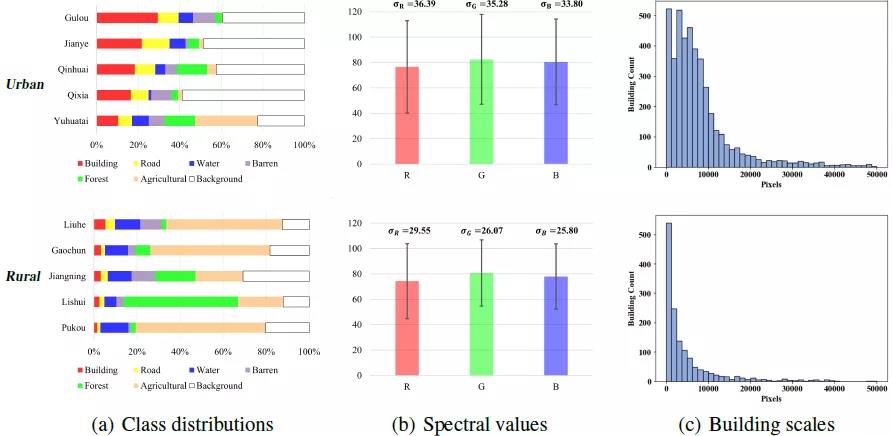 Urban
Gulou
Jianye
Qinhuai
Qixia
Yuhuatai
0% 20% 40% 60% 80% 100%
Building Road Water Barren
Forest Agricultural Background
σR =36.39 σG =35.28 σB =33.80
120
100
80
60
40
20
0
R G B
Building Count
500
400
300
200
100
0
0 10000 20000 30000 40000 50000
Pixels
Rural
Liuhe
Gaochun
Jiangning
Lishui
Pukou
0% 20% 40% 60% 80% 100%
Building Road Water Barren
Forest Agricultural Background
σR =29.55 σG =26.07 σB =25.80
120
100
80
60
40
20
0
R G B
Building Count
500
400
300
200
100
0
0 10000 20000 30000 40000 50000
Pixels
(a) Class distributions
(b) Spectral values
(c) Building scales